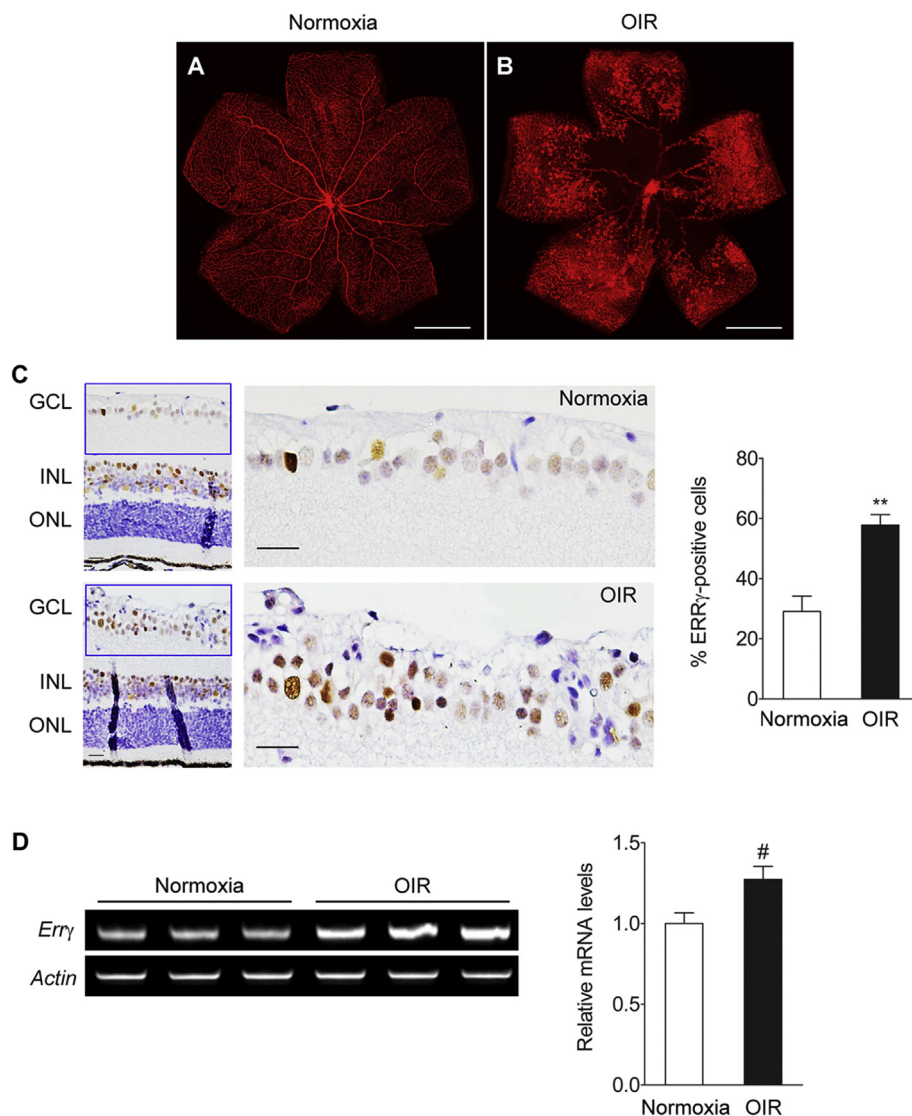 Normoxia
OIR
A
B
C
GCL
INL
ONL
Normoxia
GCL
INL
ONL
OIR
% ERRγ-positive cells
80
60
40
20
0
**
Normoxia
OIR
D
Normoxia
OIR
Errγ
Actin
Relative mRNA levels
1.5
1.0
0.5
0.0
#
Normoxia
OIR